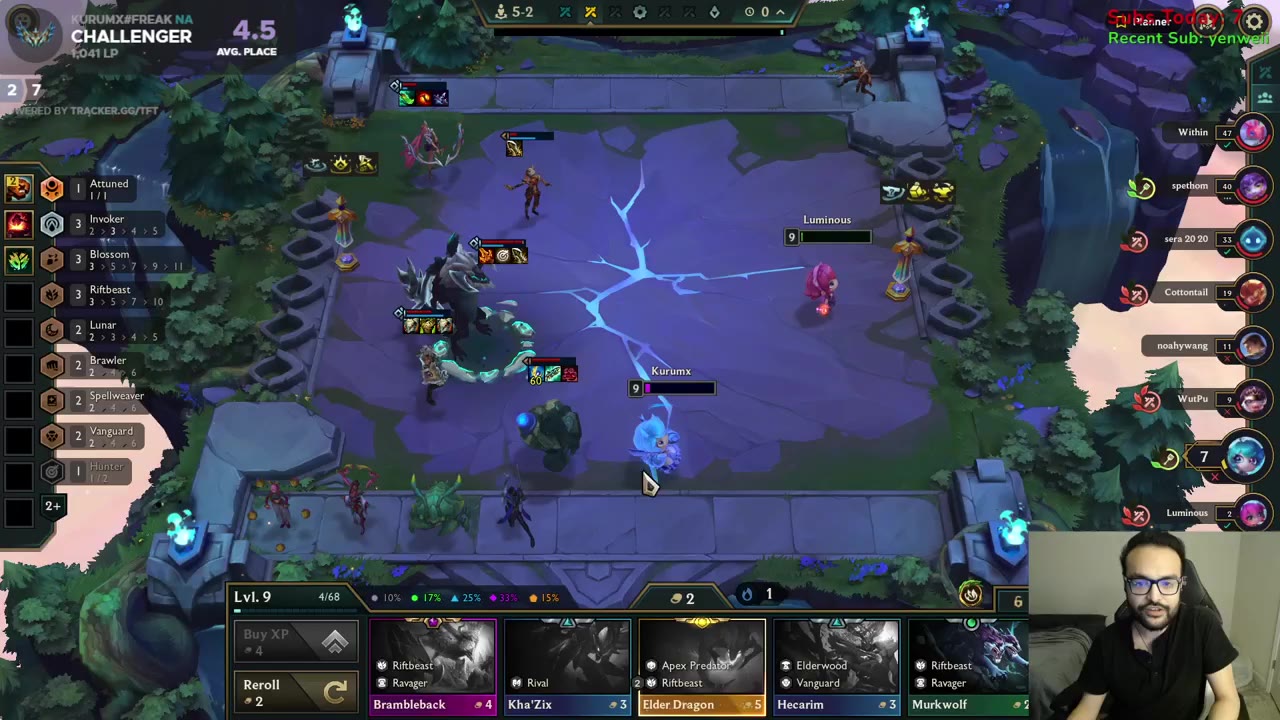 KURUMX#FREAK NA
CHALLENGER
1,041 LP
4.5
AVG. PLACE
2 7
POWERED BY TRACKER.GG/TFT
5-2
0
Planner
Subs Today 7
Recent Sub: yenweii
2
1 Attuned
1 / 1
3 Invoker
2 > 3 > 4 > 5
3 Blossom
3 > 5 > 7 > 9 > 11
3 Riftbeast
3 > 5 > 7 > 10
2 Lunar
2 > 3 > 4 > 5
2 Brawler
2 > 4 > 6
2 Spellweaver
2 > 4 > 6
2 Vanguard
2 > 4 > 6
1 Hunter
1 / 2
2+
Luminous
9
Kurumx
9
60
Within 47
spethom 40
sera 20 20 33
Cottontail 19
noahywang 11
WutPu 9
7
Luminous 2
Lvl. 9 4/68
10% 17% 25% 33% 15%
2
1
6
Buy XP
4
Reroll
2
Riftbeast
Ravager
Brambleback 4
Rival
Kha'Zix 3
Apex Predator
2 Riftbeast
Elder Dragon 5
Elderwood
Vanguard
Hecarim 3
Riftbeast
Ravager
Murkwolf 2